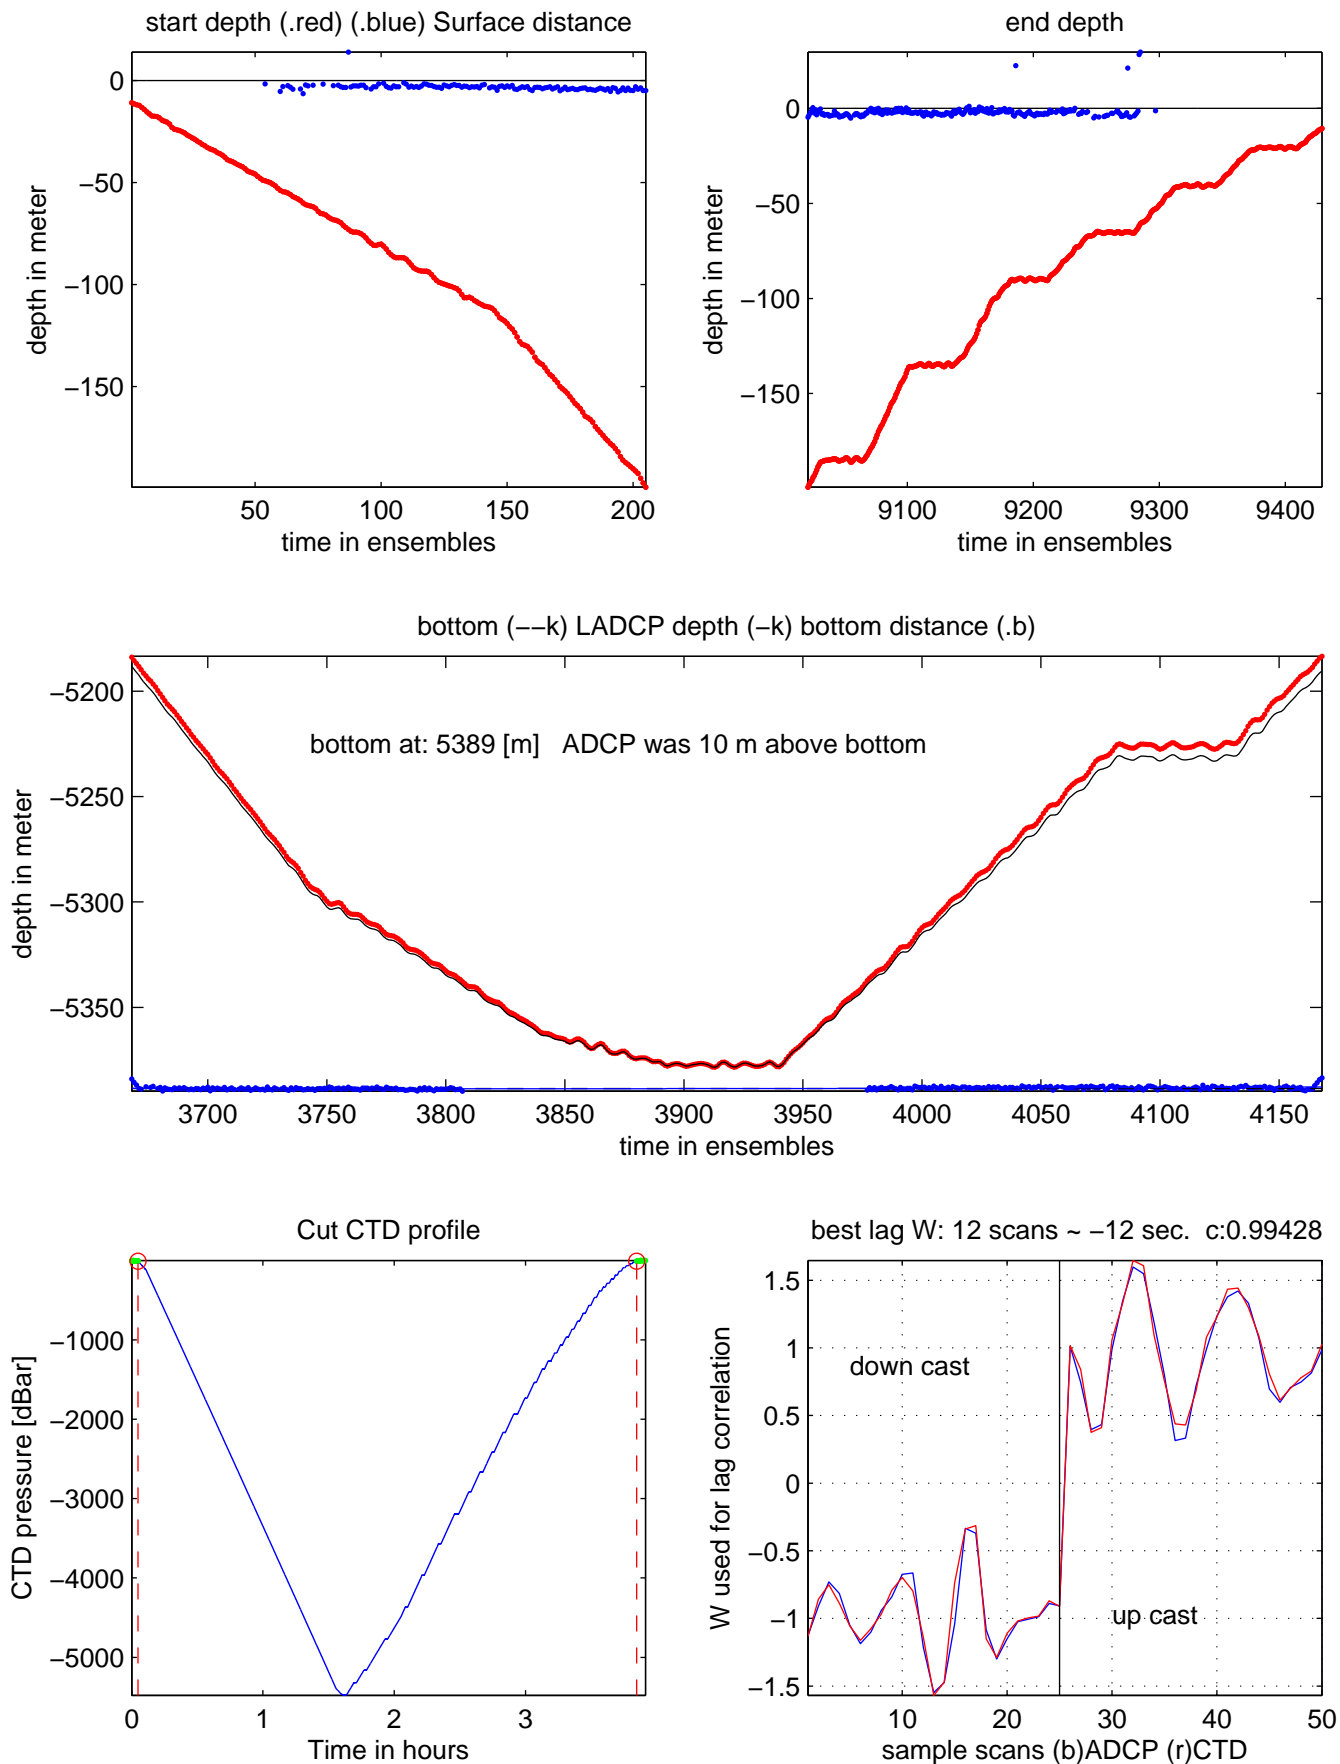 start depth (.red) (.blue) Surface distance
0
−50
−100
−150
depth in meter
50
100
150
200
time in ensembles
end depth
0
−50
−100
−150
depth in meter
9100
9200
9300
9400
time in ensembles
bottom (−−k) LADCP depth (−k) bottom distance (.b)
−5200
−5250
−5300
−5350
depth in meter
bottom at: 5389 [m] ADCP was 10 m above bottom
3700
3750
3800
3850
3900
3950
4000
4050
4100
4150
time in ensembles
Cut CTD profile
−1000
−2000
−3000
−4000
−5000
CTD pressure [dBar]
0
1
2
3
Time in hours
best lag W: 12 scans ~ −12 sec. c:0.99428
1.5
1
0.5
0
−0.5
−1
−1.5
W used for lag correlation
down cast
up cast
10
20
30
40
50
sample scans (b)ADCP (r)CTD